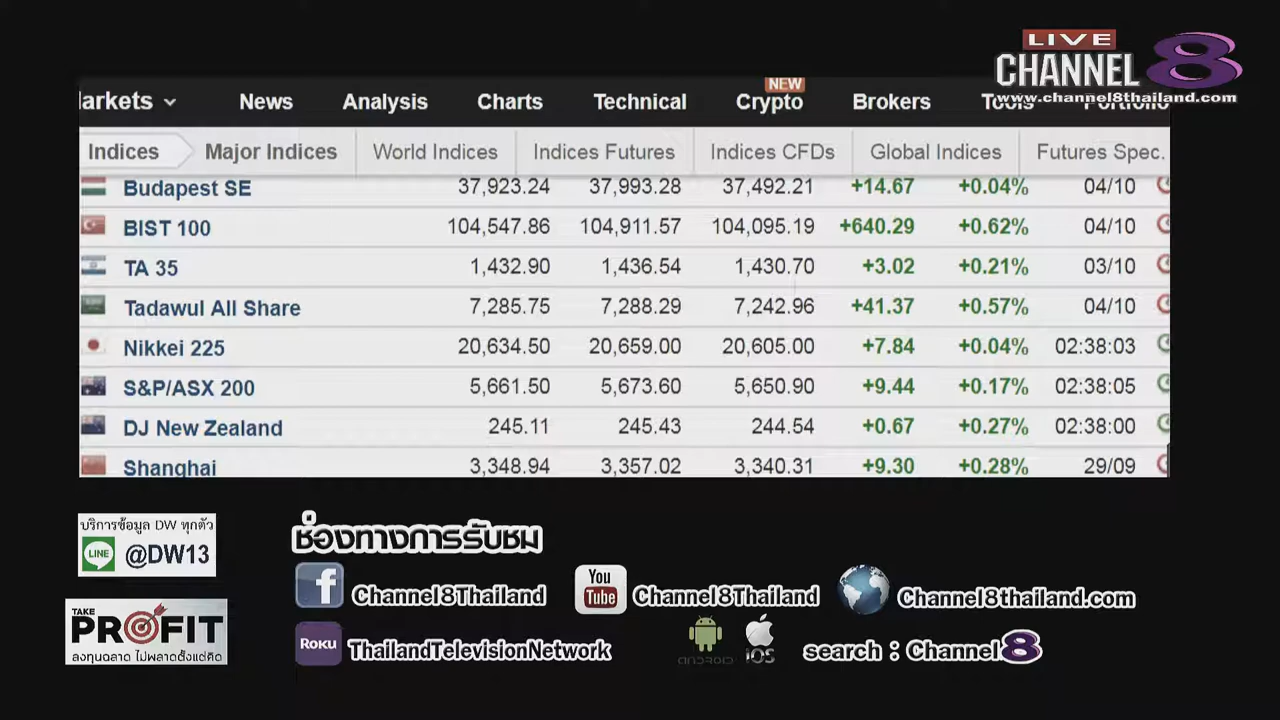 LIVE
CHANNEL 8
www.channel8thailand.com
NEW
larkets News Analysis Charts Technical Crypto Brokers Tools Portfolio
Indices Major Indices World Indices Indices Futures Indices CFDs Global Indices Futures Spec.
Budapest SE 37,923.24 37,993.28 37,492.21 +14.67 +0.04% 04/10
BIST 100 104,547.86 104,911.57 104,095.19 +640.29 +0.62% 04/10
TA 35 1,432.90 1,436.54 1,430.70 +3.02 +0.21% 03/10
Tadawul All Share 7,285.75 7,288.29 7,242.96 +41.37 +0.57% 04/10
Nikkei 225 20,634.50 20,659.00 20,605.00 +7.84 +0.04% 02:38:03
S&P/ASX 200 5,661.50 5,673.60 5,650.90 +9.44 +0.17% 02:38:05
DJ New Zealand 245.11 245.43 244.54 +0.67 +0.27% 02:38:00
Shanghai 3,348.94 3,357.02 3,340.31 +9.30 +0.28% 29/09
บริการข้อมูล DW ทุกตัว
LINE @DW13
TAKE
PROFIT
ลงทุนฉลาด ไม่พลาดตั้งแต่คิด
ช่องทางการรับชม
f Channel8Thailand You Tube Channel8Thailand Channel8thailand.com
Roku ThailandTelevisionNetwork ANDROID iOS search : Channel 8